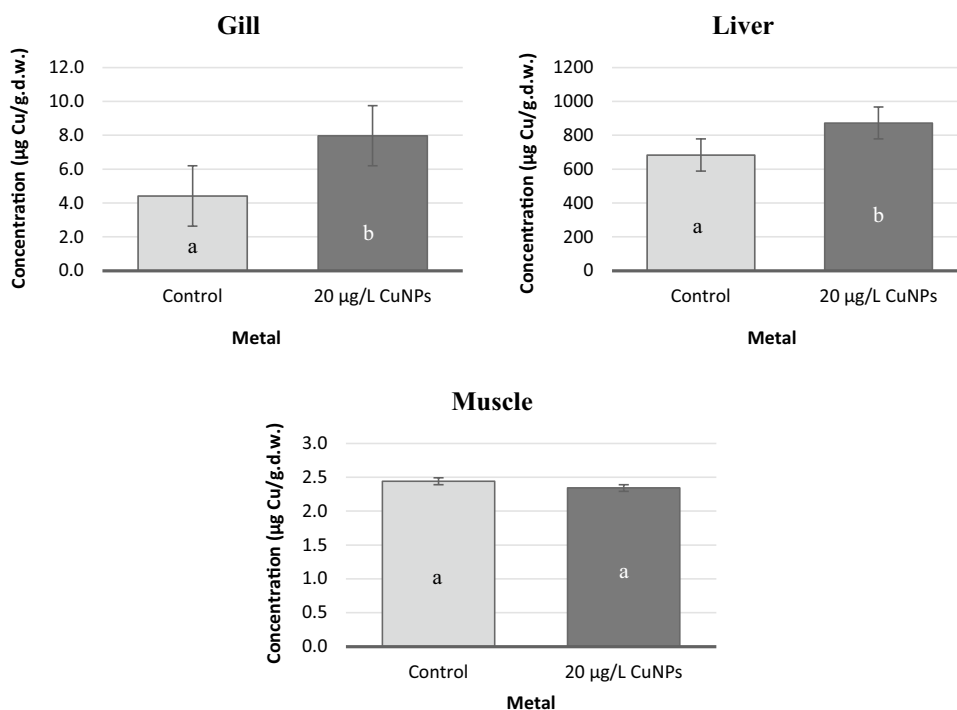 Gill
Concentration (µg Cu/g.d.w.)
12.0
10.0
8.0
6.0
4.0
2.0
0.0
a
b
Control
20 µg/L CuNPs
Metal
Liver
Concentration (µg Cu/g.d.w.)
1200
1000
800
600
400
200
0
a
b
Control
20 µg/L CuNPs
Metal
Muscle
Concentration (µg Cu/g.d.w.)
3.0
2.5
2.0
1.5
1.0
0.5
0.0
a
a
Control
20 µg/L CuNPs
Metal